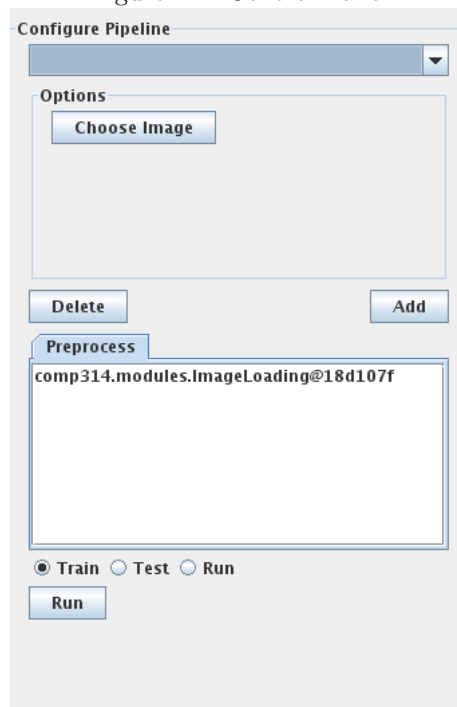 Configure Pipeline
Options
Choose Image
Delete Add
Preprocess
comp314.modules.ImageLoading@18d107f
Train Test Run
Run